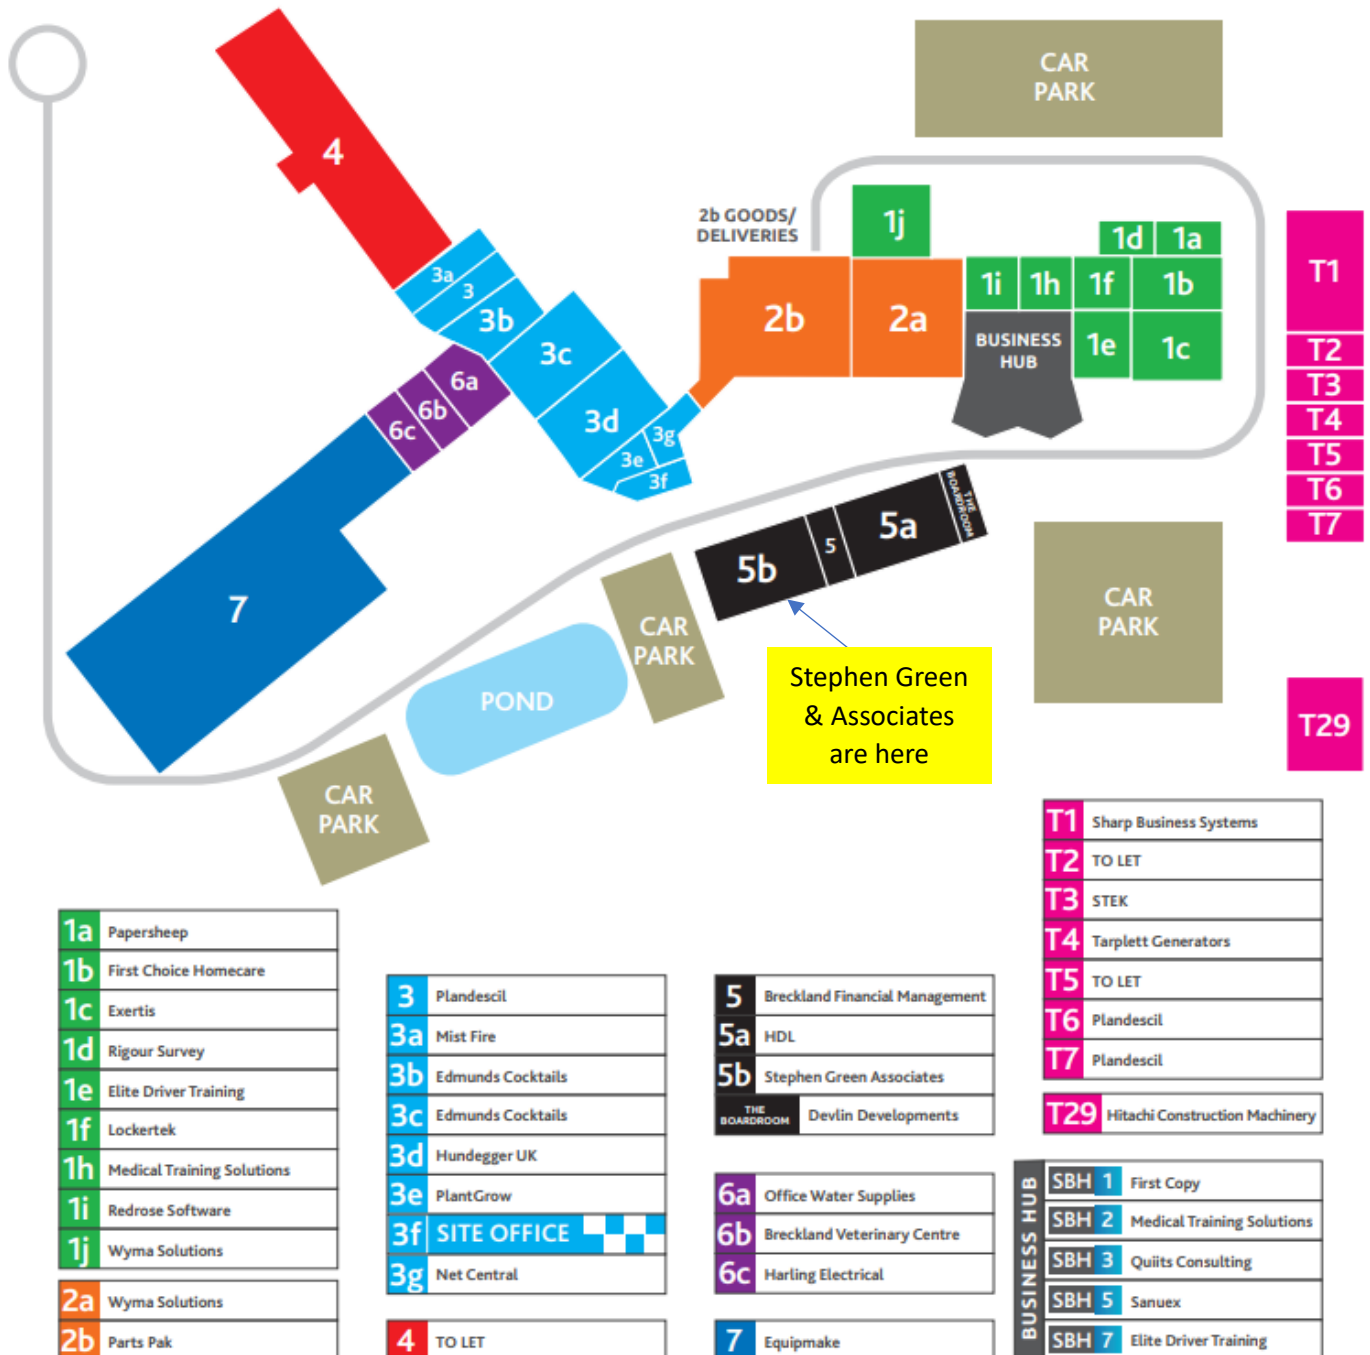 CAR
PARK
4
2b GOODS/
DELIVERIES
1j
1d
1a
T1
3a
3
3b
3c
2b
2a
1i
1h
1f
1b
BUSINESS
HUB
1e
1c
T2
T3
T4
T5
T6
T7
6a
6b
6c
3d
3g
3e
3f
THE
BOARDROOM
5a
5
5b
7
CAR
PARK
CAR
PARK
POND
Stephen Green
& Associates
are here
T29
CAR
PARK
T1 Sharp Business Systems
T2 TO LET
T3 STEK
T4 Tarplett Generators
T5 TO LET
T6 Plandescil
T7 Plandescil
T29 Hitachi Construction Machinery
1a Papersheep
1b First Choice Homecare
1c Exertis
1d Rigour Survey
1e Elite Driver Training
1f Lockertek
1h Medical Training Solutions
1i Redrose Software
1j Wyma Solutions
2a Wyma Solutions
2b Parts Pak
3 Plandescil
3a Mist Fire
3b Edmunds Cocktails
3c Edmunds Cocktails
3d Hundegger UK
3e PlantGrow
3f SITE OFFICE
3g Net Central
4 TO LET
5 Breckland Financial Management
5a HDL
5b Stephen Green Associates
THE
BOARDROOM Devlin Developments
6a Office Water Supplies
6b Breckland Veterinary Centre
6c Harling Electrical
7 Equipmake
BUSINESS HUB
SBH 1 First Copy
SBH 2 Medical Training Solutions
SBH 3 Quiits Consulting
SBH 5 Sanuex
SBH 7 Elite Driver Training